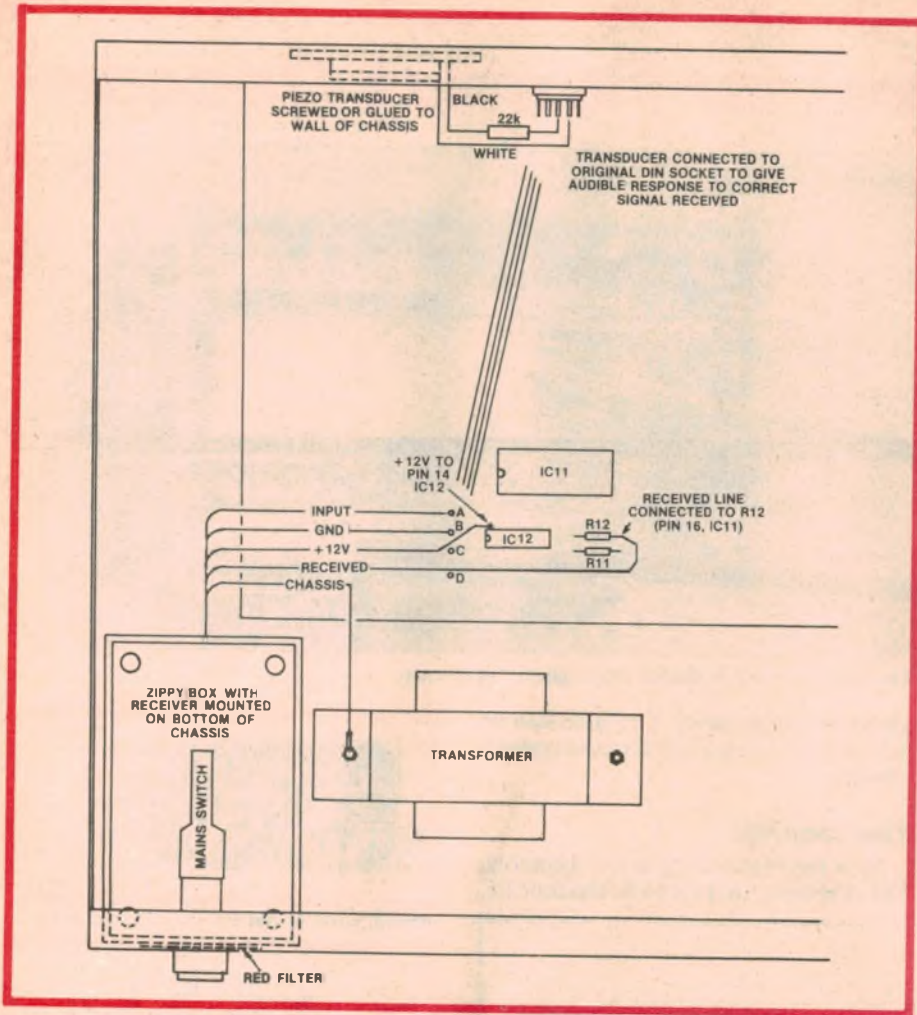 PIEZO TRANSDUCER
SCREWED OR GLUED TO
WALL OF CHASSIS
BLACK
22k
WHITE
TRANSDUCER CONNECTED TO
ORIGINAL DIN SOCKET TO GIVE
AUDIBLE RESPONSE TO CORRECT
SIGNAL RECEIVED
+12V TO
PIN 14
IC12
IC11
RECEIVED LINE
CONNECTED TO R12
(PIN 16, IC11)
INPUT
A
GND
B
+12V
C
RECEIVED
D
CHASSIS
IC12
R12
R11
ZIPPY BOX WITH
RECEIVER MOUNTED
ON BOTTOM OF
CHASSIS
MAINS SWITCH
TRANSFORMER
RED FILTER